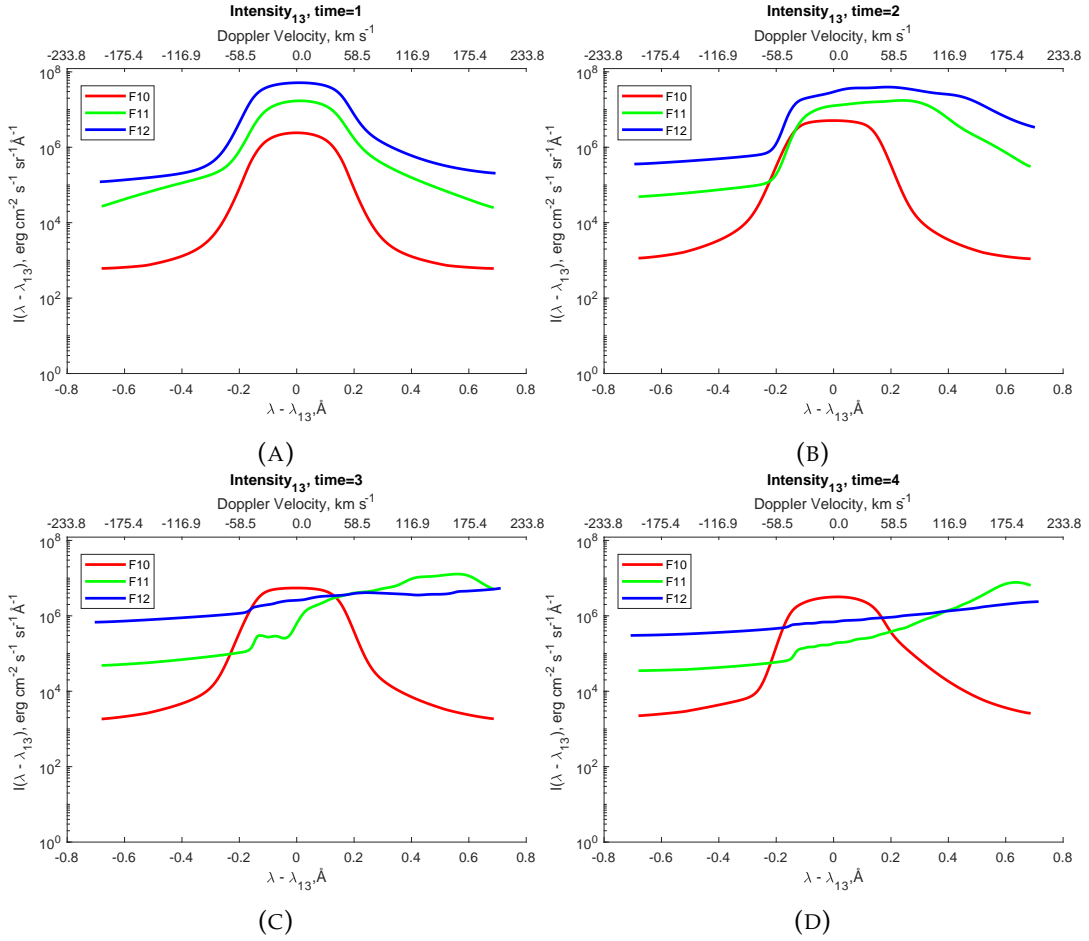 Intensity13, time=1
Doppler Velocity, km s-1
-233.8 -175.4 -116.9 -58.5 0.0 58.5 116.9 175.4 233.8
F10
F11
F12
10^8
10^6
10^4
10^2
10^0
I(λ - λ13), erg cm-2 s-1 sr-1Å-1
-0.8 -0.6 -0.4 -0.2 0 0.2 0.4 0.6 0.8
λ - λ13,Å
(A)
Intensity13, time=2
Doppler Velocity, km s-1
-233.8 -175.4 -116.9 -58.5 0.0 58.5 116.9 175.4 233.8
F10
F11
F12
10^8
10^6
10^4
10^2
10^0
I(λ - λ13), erg cm-2 s-1 sr-1Å-1
-0.8 -0.6 -0.4 -0.2 0 0.2 0.4 0.6 0.8
λ - λ13,Å
(B)
Intensity13, time=3
Doppler Velocity, km s-1
-233.8 -175.4 -116.9 -58.5 0.0 58.5 116.9 175.4 233.8
F10
F11
F12
10^8
10^6
10^4
10^2
10^0
I(λ - λ13), erg cm-2 s-1 sr-1Å-1
-0.8 -0.6 -0.4 -0.2 0 0.2 0.4 0.6 0.8
λ - λ13,Å
(C)
Intensity13, time=4
Doppler Velocity, km s-1
-233.8 -175.4 -116.9 -58.5 0.0 58.5 116.9 175.4 233.8
F10
F11
F12
10^8
10^6
10^4
10^2
10^0
I(λ - λ13), erg cm-2 s-1 sr-1Å-1
-0.8 -0.6 -0.4 -0.2 0 0.2 0.4 0.6 0.8
λ - λ13,Å
(D)